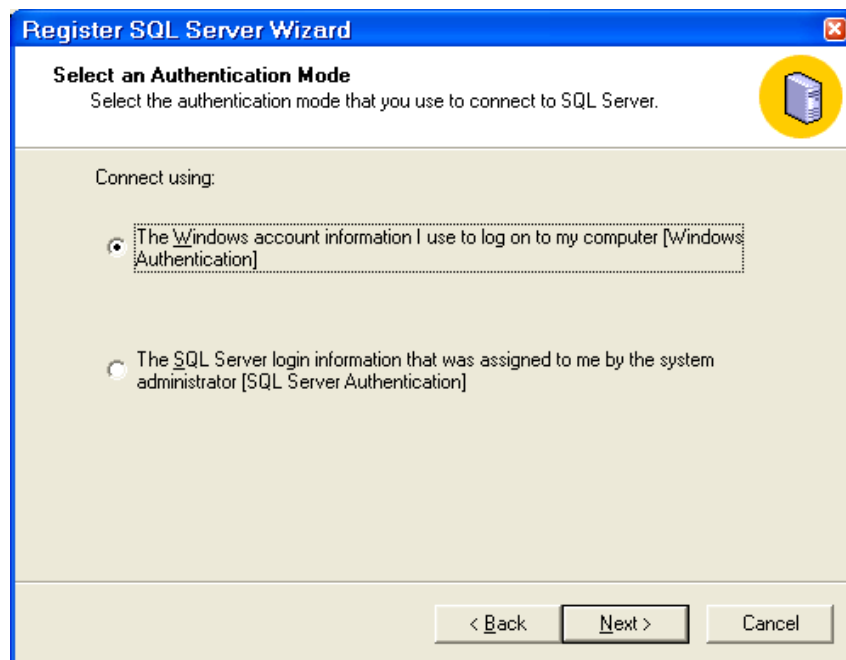 Register SQL Server Wizard
Select an Authentication Mode
Select the authentication mode that you use to connect to SQL Server.
Connect using:
The Windows account information I use to log on to my computer [Windows
Authentication]
The SQL Server login information that was assigned to me by the system
administrator [SQL Server Authentication]
< Back
Next >
Cancel